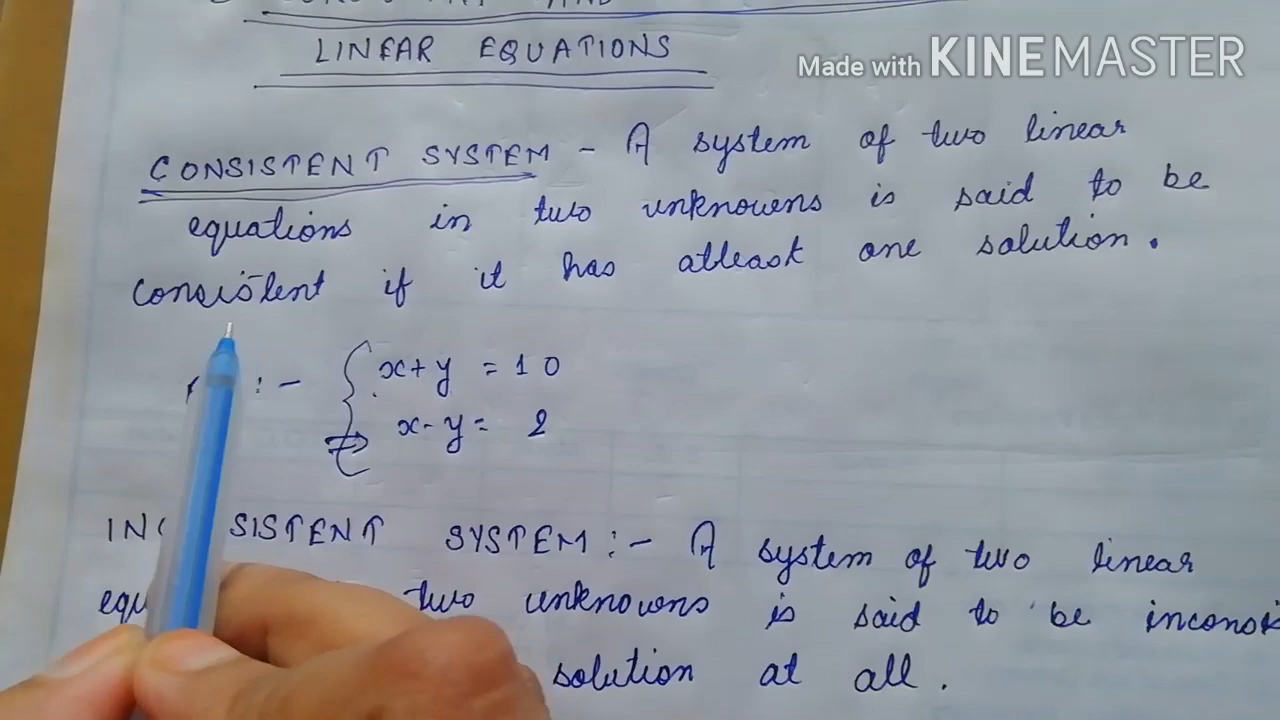 LINEAR EQUATIONS
Made with KINEMASTER
CONSISTENT SYSTEM - A system of two linear
equations in two unknowns is said to be
consistent if it has atleast one solution.
:- { x+y = 10
x-y = 2
SYSTEM :- A system of two linear
two unknowns is said to be
solution at all.